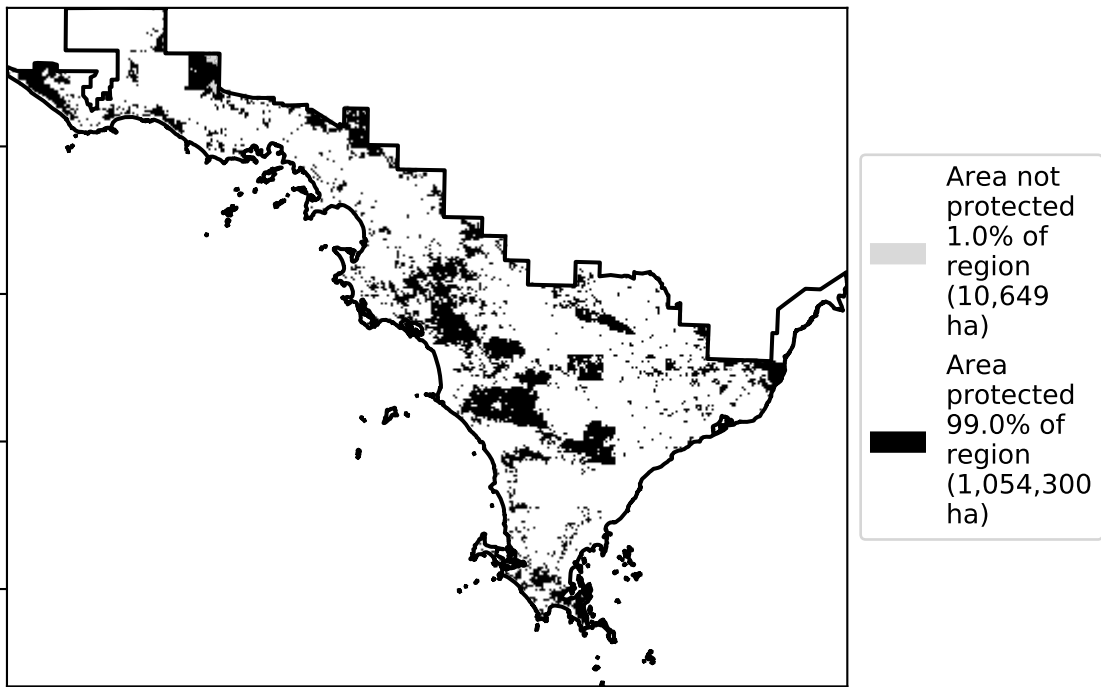 Area not
protected
1.0% of
region
(10,649
ha)
Area
protected
99.0% of
region
(1,054,300
ha)